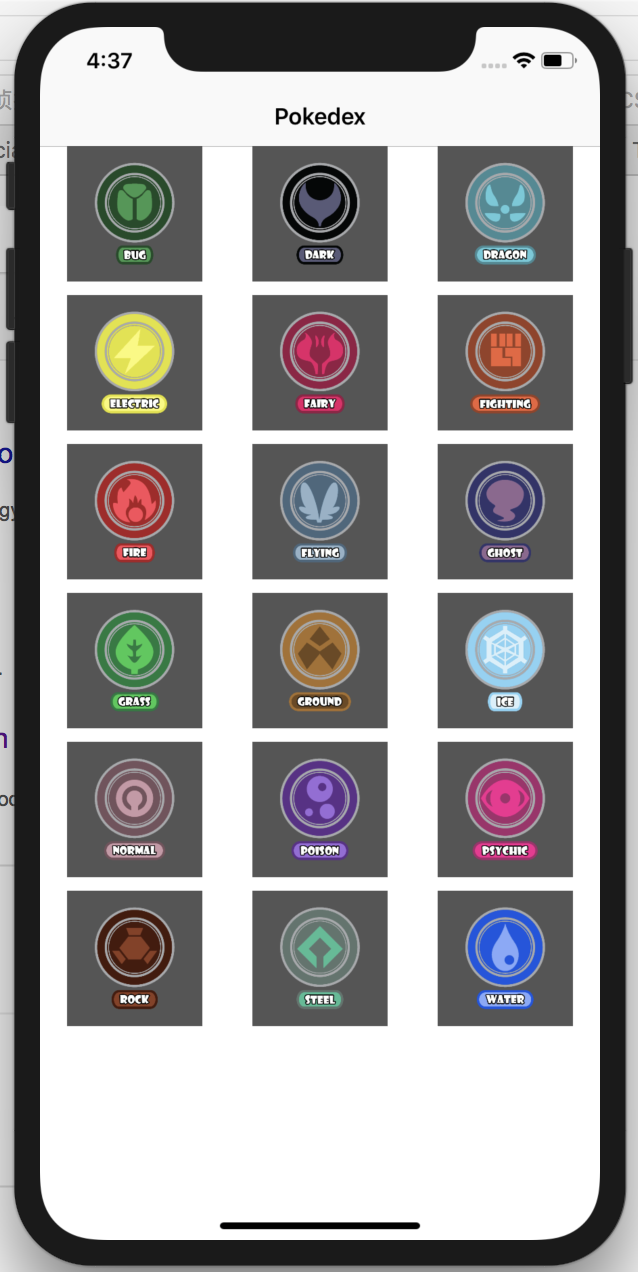 4:37
Pokedex
BUG
DARK
DRAGON
ELECTRIC
FAIRY
FIGHTING
FIRE
FLYING
GHOST
GRASS
GROUND
ICE
NORMAL
POISON
PSYCHIC
ROCK
STEEL
WATER